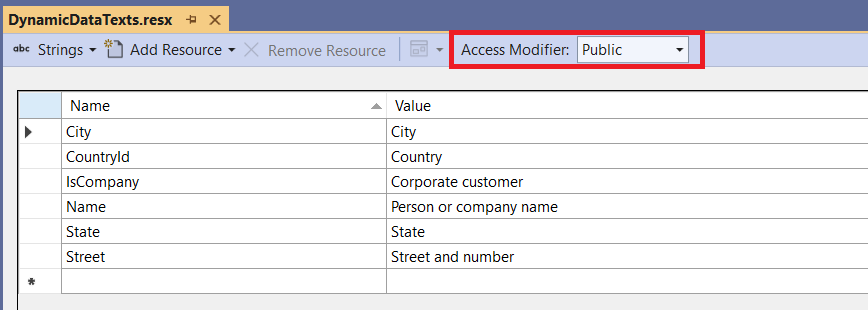 DynamicDataTexts.resx
abc Strings Add Resource Remove Resource Access Modifier: Public
Name Value
City City
CountryId Country
IsCompany Corporate customer
Name Person or company name
State State
Street Street and number
*